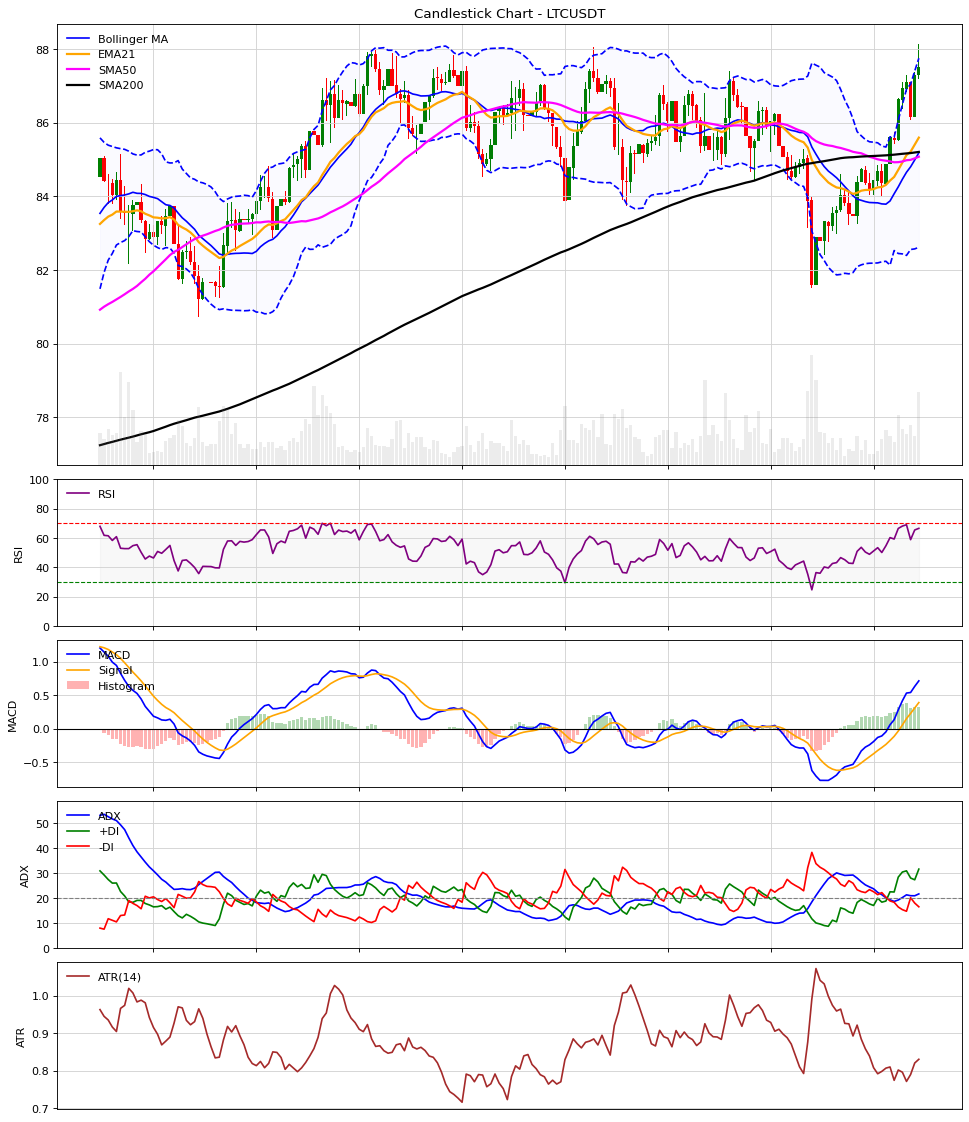 Candlestick Chart - LTCUSDT
Bollinger MA
EMA21
SMA50
SMA200
88
86
84
82
80
78
RSI
100
80
60
40
20
0
RSI
MACD
Signal
Histogram
1.0
0.5
0.0
−0.5
MACD
ADX
+DI
-DI
50
40
30
20
10
0
ADX
ATR(14)
1.0
0.9
0.8
0.7
ATR